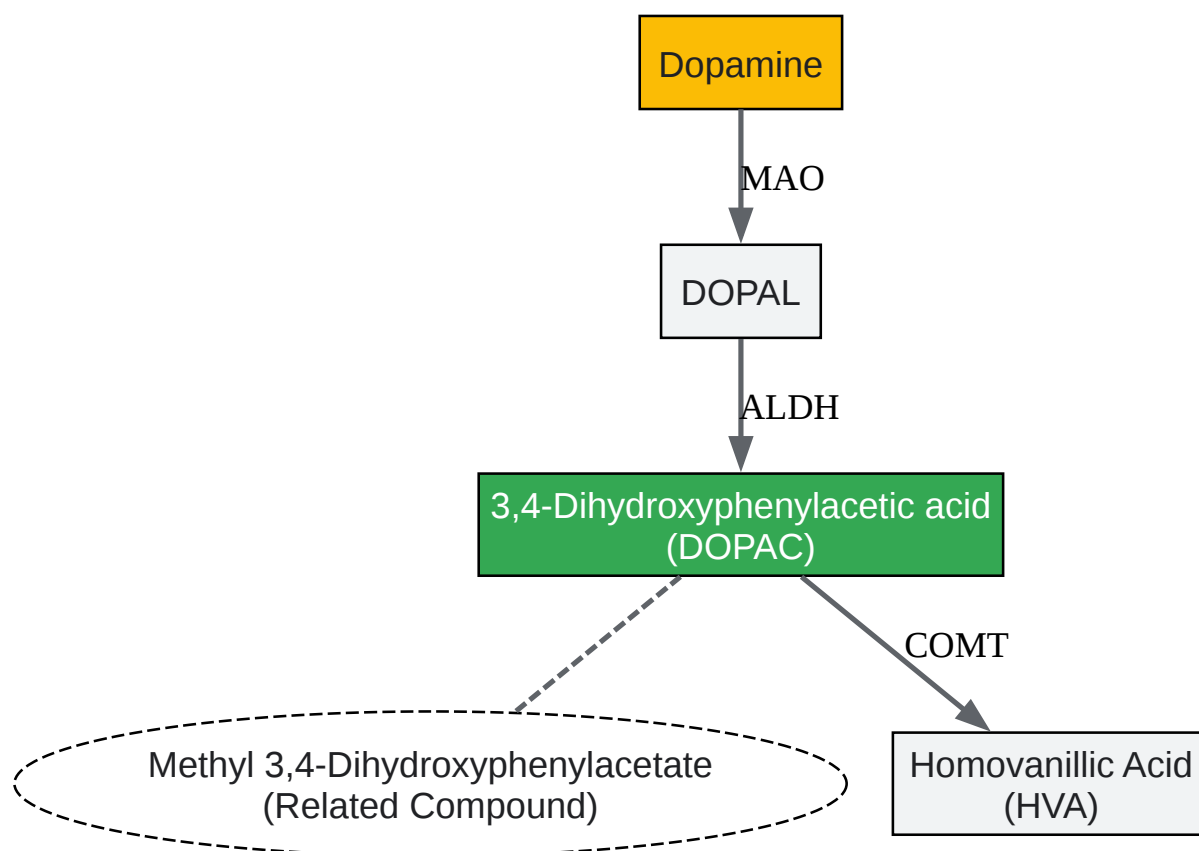 Dopamine
MAO
DOPAL
ALDH
3,4-Dihydroxyphenylacetic acid
(DOPAC)
COMT
Methyl 3,4-Dihydroxyphenylacetate
(Related Compound)
Homovanillic Acid
(HVA)